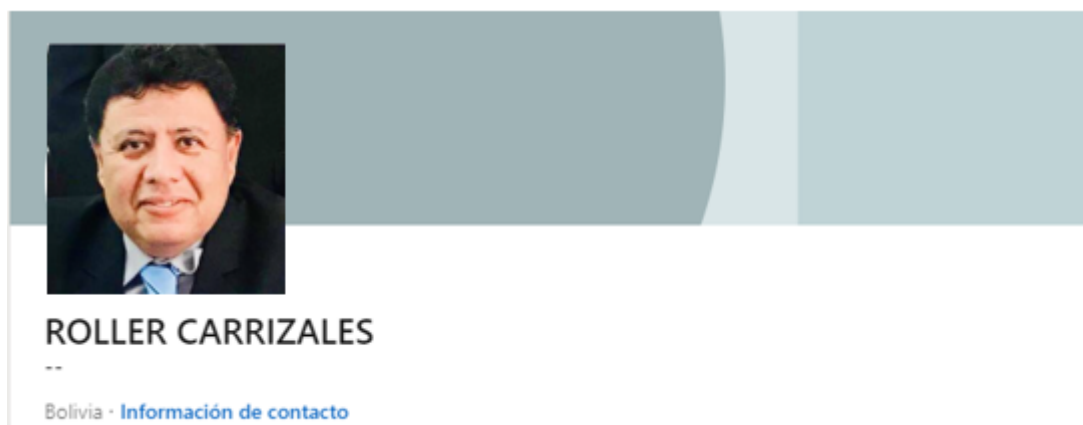 ROLLER CARRIZALES
--
Bolivia · Información de contacto